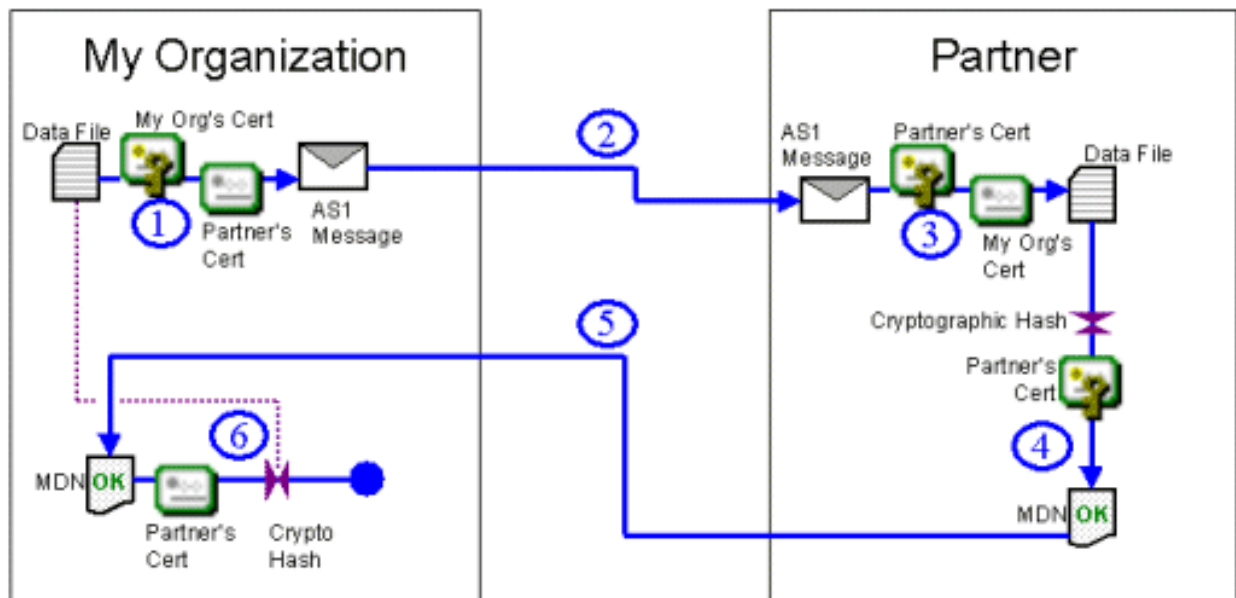 My Organization
Data File
My Org's Cert
1
Partner's
Cert
AS1
Message
2
Partner
AS1
Message
Partner's Cert
3
My Org's
Cert
Data File
Cryptographic Hash
Partner's
Cert
4
MDN
OK
5
6
MDN
OK
Partner's
Cert
Crypto
Hash